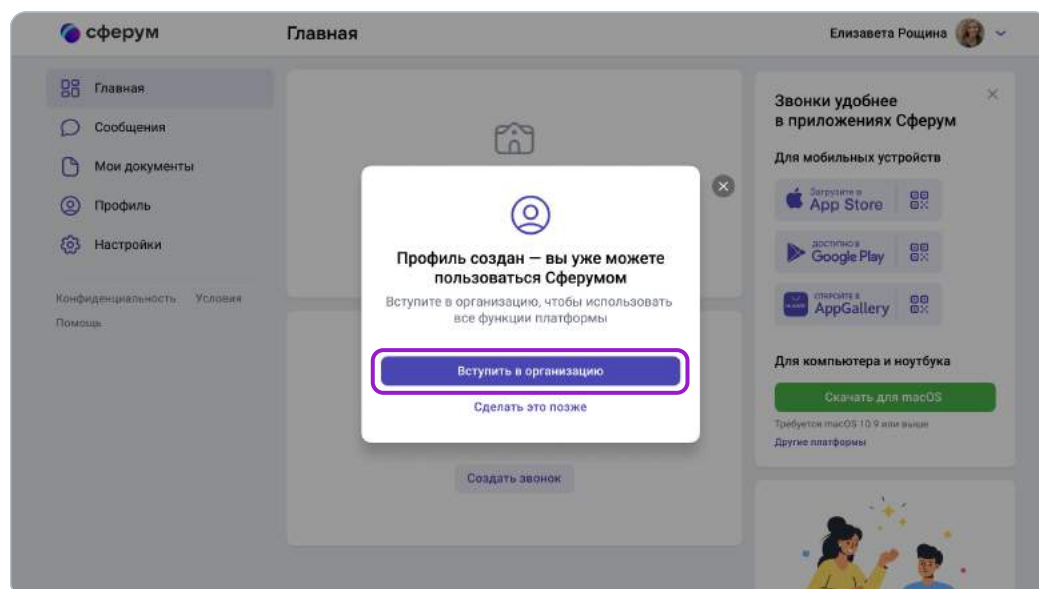 сферум
Главная
Елизавета Рощина
Главная
Сообщения
Мои документы
Профиль
Настройки
Конфиденциальность Условия
Помощь
Профиль создан — вы уже можете
пользоваться Сферумом
Вступите в организацию, чтобы использовать
все функции платформы
Вступить в организацию
Сделать это позже
Создать звонок
Звонки удобнее
в приложениях Сферум
Для мобильных устройств
Загрузите в
App Store
ДОСТУПНО В
Google Play
ОТКРОЙТЕ В
AppGallery
Для компьютера и ноутбука
Скачать для macOS
Требуется macOS 10.9 или выше
Другие платформы